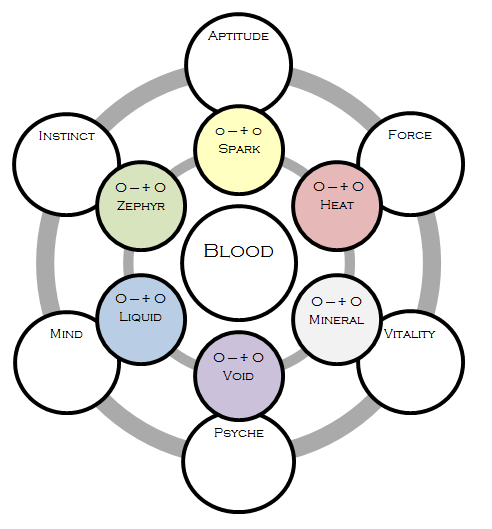 Aptitude
O – + O
Spark
Instinct
Force
O – + O
Zephyr
O – + O
Heat
Blood
O – + O
Liquid
O – + O
Mineral
Mind
Vitality
O – + O
Void
Psyche